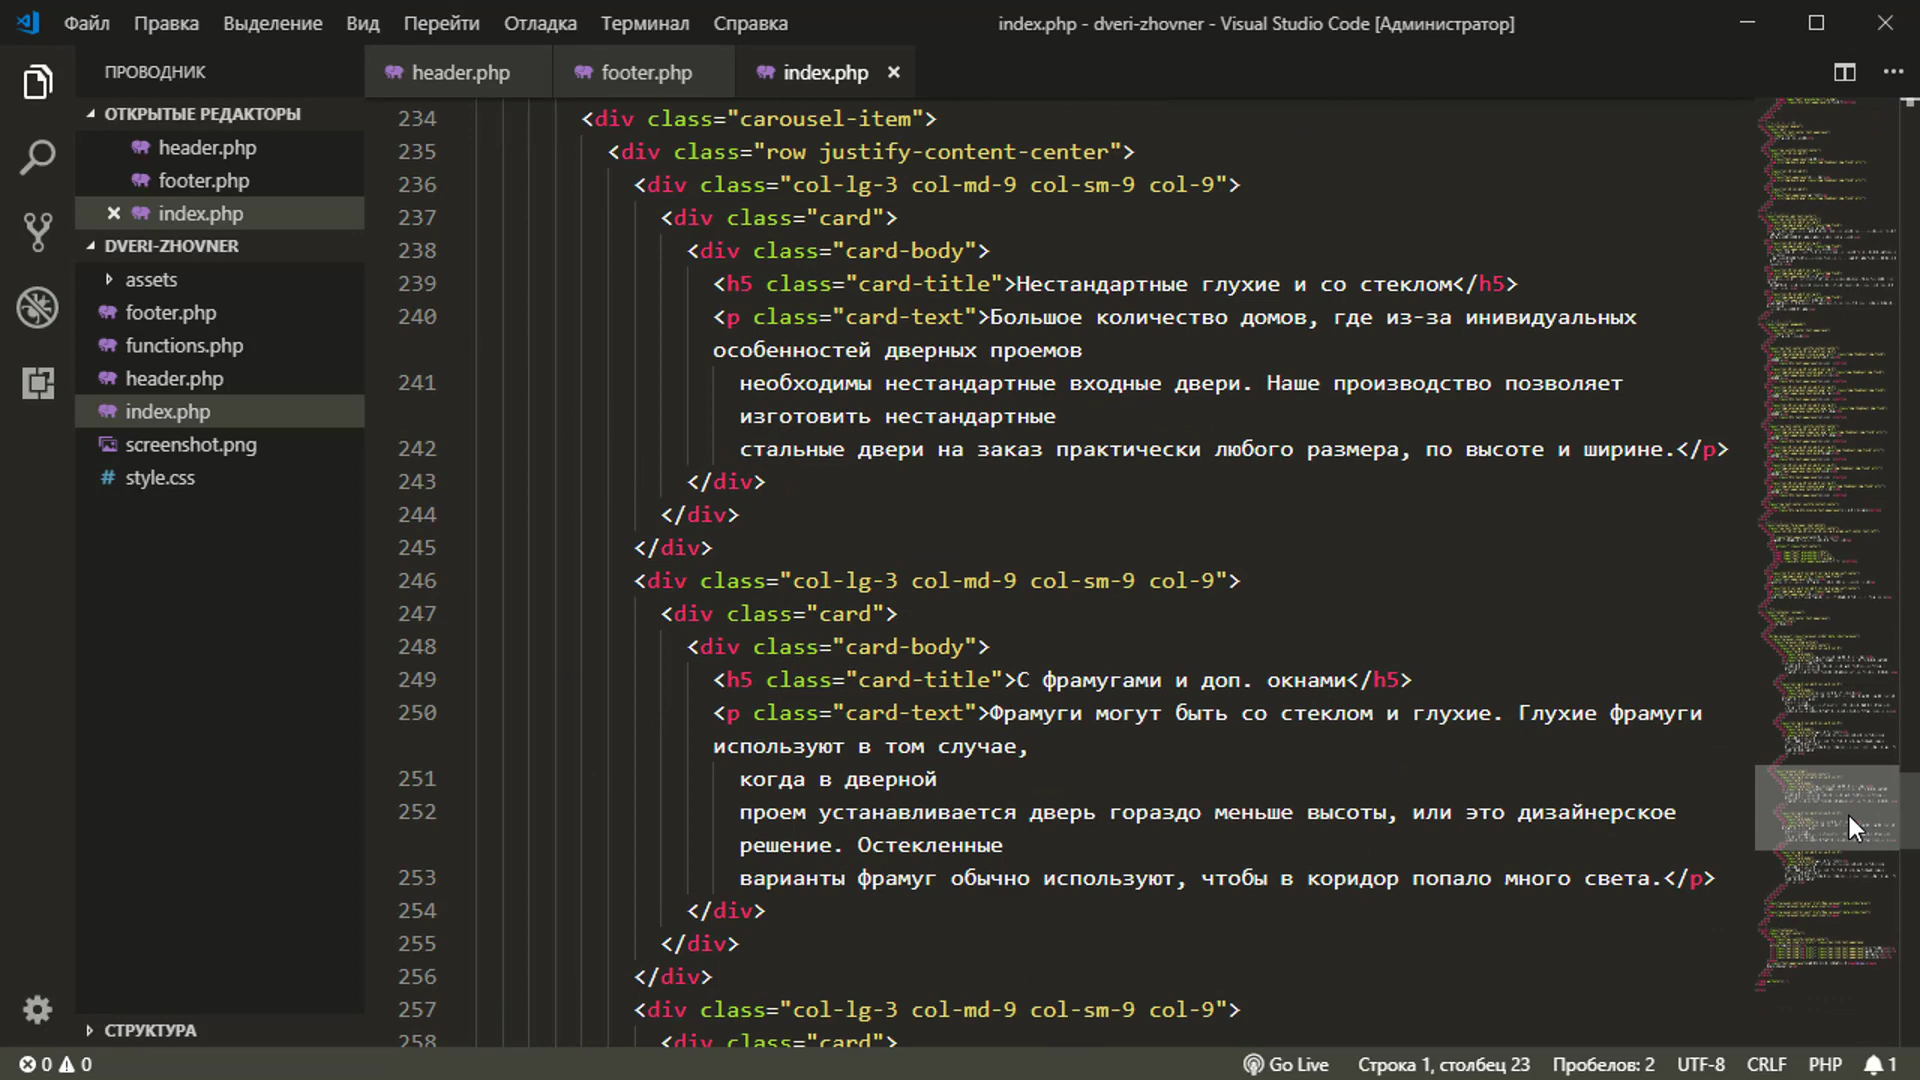 Файл Правка Выделение Вид Перейти Отладка Терминал Справка
index.php - dveri-zhovner - Visual Studio Code [Администратор]
ПРОВОДНИК
ОТКРЫТЫЕ РЕДАКТОРЫ
header.php
footer.php
index.php
DVERI-ZHOVNER
assets
footer.php
functions.php
header.php
index.php
screenshot.png
style.css
СТРУКТУРА
header.php footer.php index.php
234 <div class="carousel-item">
235 <div class="row justify-content-center">
236 <div class="col-lg-3 col-md-9 col-sm-9 col-9">
237 <div class="card">
238 <div class="card-body">
239 <h5 class="card-title">Нестандартные глухие и со стеклом</h5>
240 <p class="card-text">Большое количество домов, где из-за инивидуальных
особенностей дверных проемов
241 необходимы нестандартные входные двери. Наше производство позволяет
изготовить нестандартные
242 стальные двери на заказ практически любого размера, по высоте и ширине.</p>
243 </div>
244 </div>
245 </div>
246 <div class="col-lg-3 col-md-9 col-sm-9 col-9">
247 <div class="card">
248 <div class="card-body">
249 <h5 class="card-title">С фрамугами и доп. окнами</h5>
250 <p class="card-text">Фрамуги могут быть со стеклом и глухие. Глухие фрамуги
используют в том случае,
251 когда в дверной
252 проем устанавливается дверь гораздо меньше высоты, или это дизайнерское
решение. Остекленные
253 варианты фрамуг обычно используют, чтобы в коридор попало много света.</p>
254 </div>
255 </div>
256 </div>
257 <div class="col-lg-3 col-md-9 col-sm-9 col-9">
258 <div class="card">
0 0
Go Live Строка 1, столбец 23 Пробелов: 2 UTF-8 CRLF PHP 1